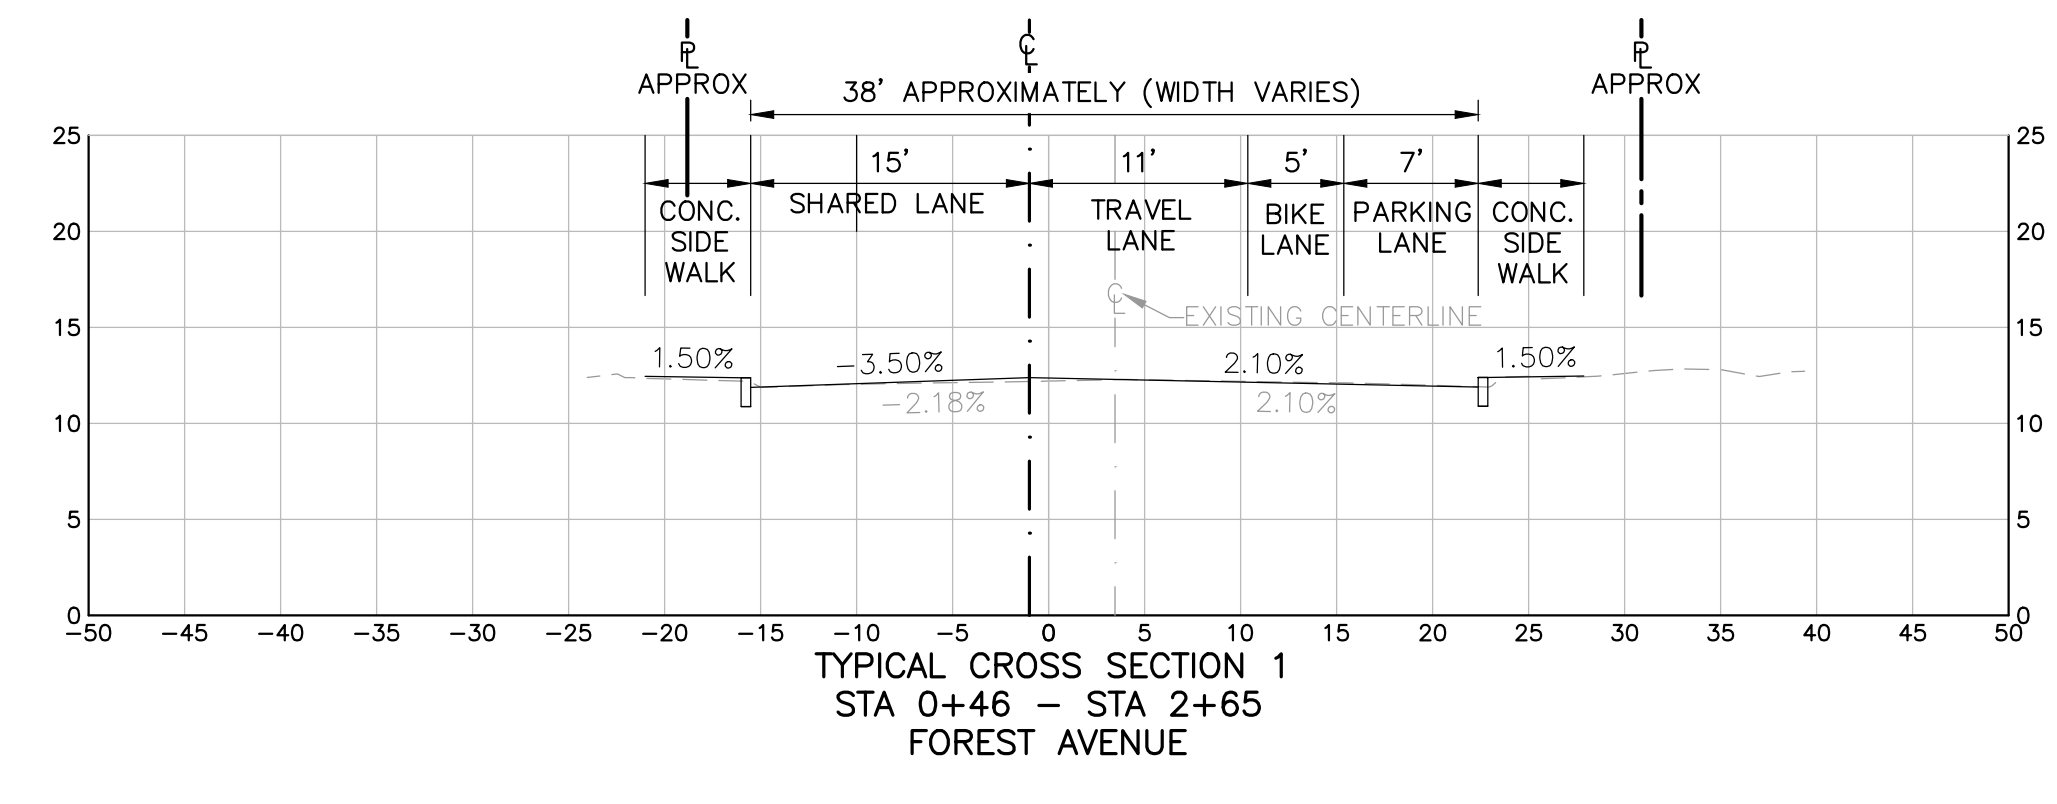 ℄
⅊
APPROX
⅊
APPROX
38' APPROXIMATELY (WIDTH VARIES)
25
25
15'
11'
5'
7'
SHARED LANE
CONC.
SIDE
WALK
TRAVEL
LANE
BIKE
LANE
PARKING
LANE
CONC.
SIDE
WALK
20
20
℄
EXISTING CENTERLINE
15
15
1.50%
-3.50%
2.10%
1.50%
-2.18%
2.10%
10
10
5
5
0
0
-50 -45 -40 -35 -30 -25 -20 -15 -10 -5 0 5 10 15 20 25 30 35 40 45 50
TYPICAL CROSS SECTION 1
STA 0+46 - STA 2+65
FOREST AVENUE